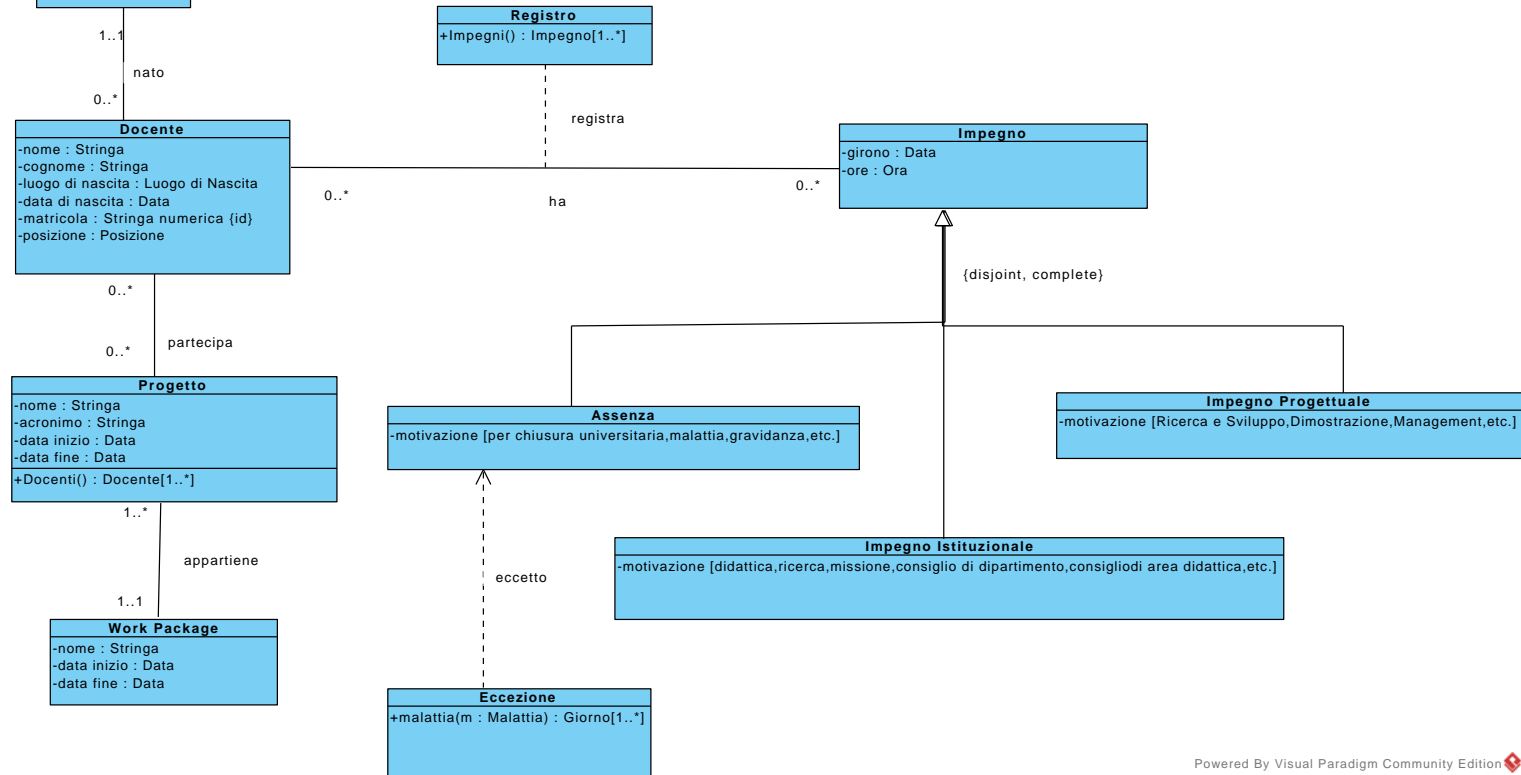 1..1
nato
0..*
Registro
+Impegni() : Impegno[1..*]
registra
Docente
-nome : Stringa
-cognome : Stringa
-luogo di nascita : Luogo di Nascita
-data di nascita : Data
-matricola : Stringa numerica {id}
-posizione : Posizione
0..*
ha
0..*
Impegno
-girono : Data
-ore : Ora
{disjoint, complete}
0..*
partecipa
0..*
Progetto
-nome : Stringa
-acronimo : Stringa
-data inizio : Data
-data fine : Data
+Docenti() : Docente[1..*]
Assenza
-motivazione [per chiusura universitaria,malattia,gravidanza,etc.]
Impegno Progettuale
-motivazione [Ricerca e Sviluppo,Dimostrazione,Management,etc.]
1..*
appartiene
1..1
eccetto
Impegno Istituzionale
-motivazione [didattica,ricerca,missione,consiglio di dipartimento,consigliodi area didattica,etc.]
Work Package
-nome : Stringa
-data inizio : Data
-data fine : Data
Eccezione
+malattia(m : Malattia) : Giorno[1..*]
Powered By Visual Paradigm Community Edition